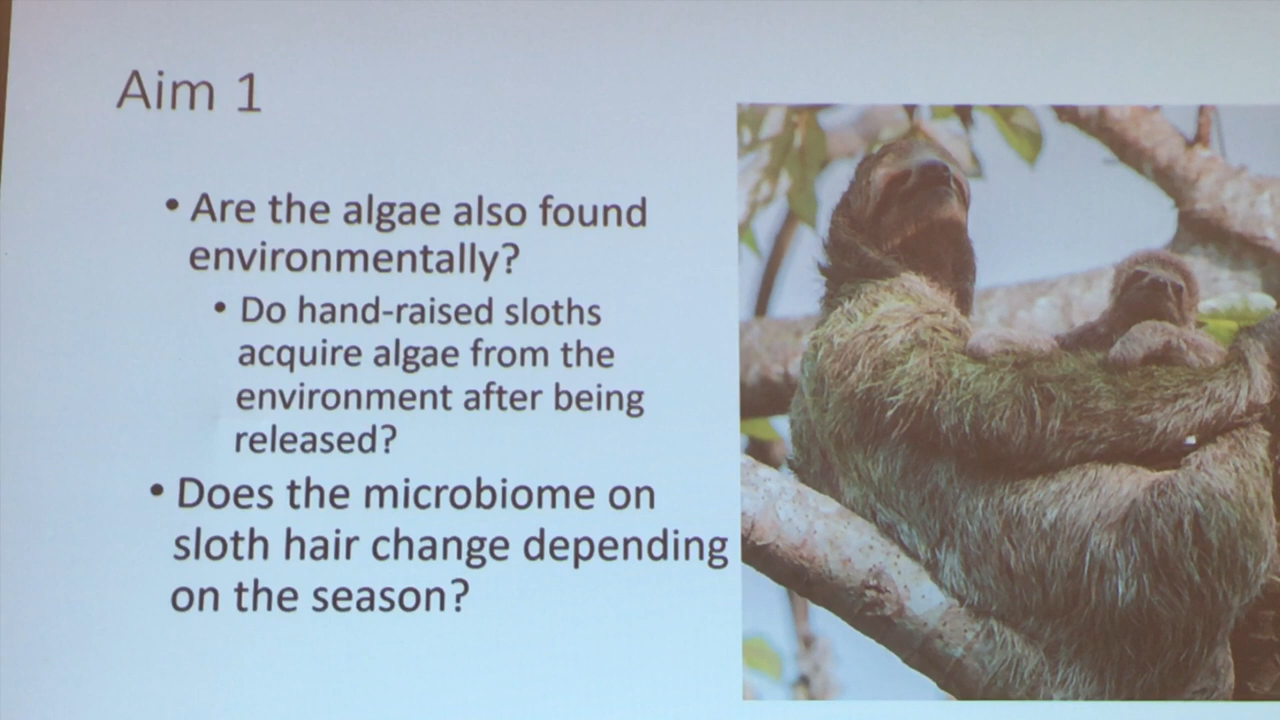 Aim 1
• Are the algae also found
environmentally?
• Do hand-raised sloths
acquire algae from the
environment after being
released?
• Does the microbiome on
sloth hair change depending
on the season?